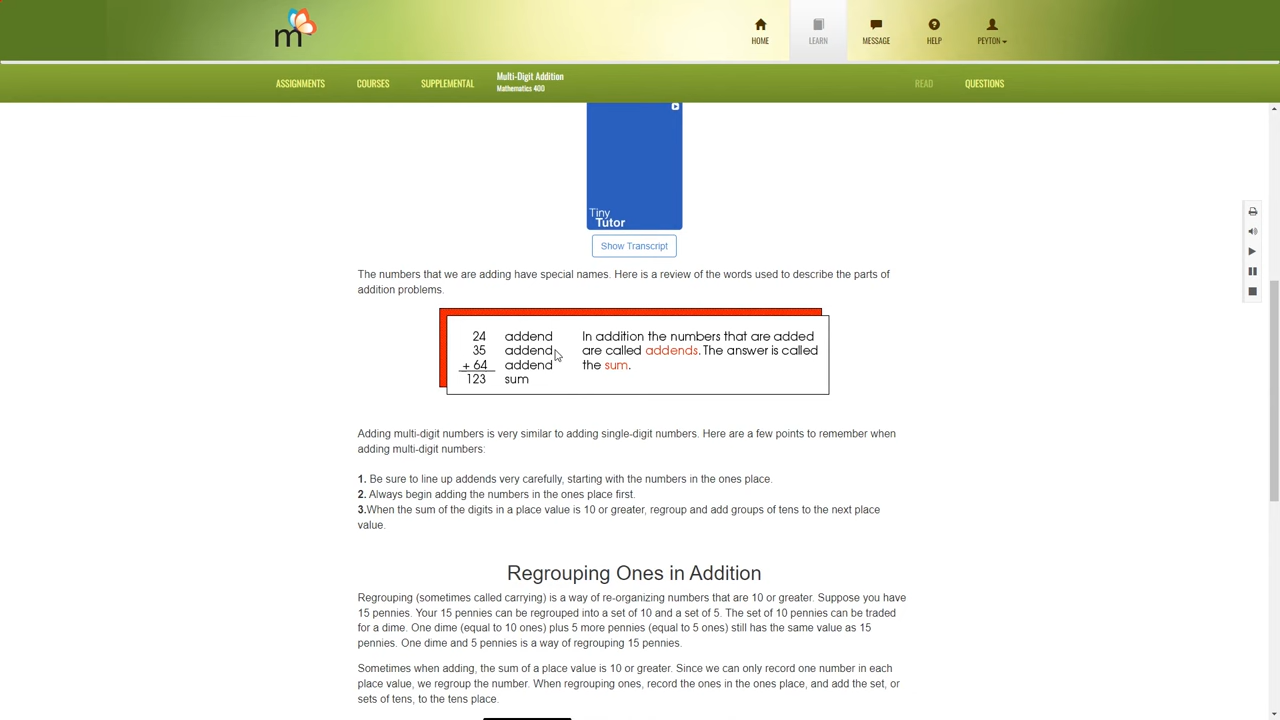 m
HOME
LEARN
MESSAGE
HELP
PEYTON
ASSIGNMENTS
COURSES
SUPPLEMENTAL
Multi-Digit Addition
Mathematics 400
READ
QUESTIONS
Tiny
Tutor
Show Transcript
The numbers that we are adding have special names. Here is a review of the words used to describe the parts of
addition problems.
24 addend In addition the numbers that are added
35 addend are called addends. The answer is called
+ 64 addend the sum.
123 sum
Adding multi-digit numbers is very similar to adding single-digit numbers. Here are a few points to remember when
adding multi-digit numbers:
1. Be sure to line up addends very carefully, starting with the numbers in the ones place.
2. Always begin adding the numbers in the ones place first.
3.When the sum of the digits in a place value is 10 or greater, regroup and add groups of tens to the next place
value.
Regrouping Ones in Addition
Regrouping (sometimes called carrying) is a way of re-organizing numbers that are 10 or greater. Suppose you have
15 pennies. Your 15 pennies can be regrouped into a set of 10 and a set of 5. The set of 10 pennies can be traded
for a dime. One dime (equal to 10 ones) plus 5 more pennies (equal to 5 ones) still has the same value as 15
pennies. One dime and 5 pennies is a way of regrouping 15 pennies.
Sometimes when adding, the sum of a place value is 10 or greater. Since we can only record one number in each
place value, we regroup the number. When regrouping ones, record the ones in the ones place, and add the set, or
sets of tens, to the tens place.